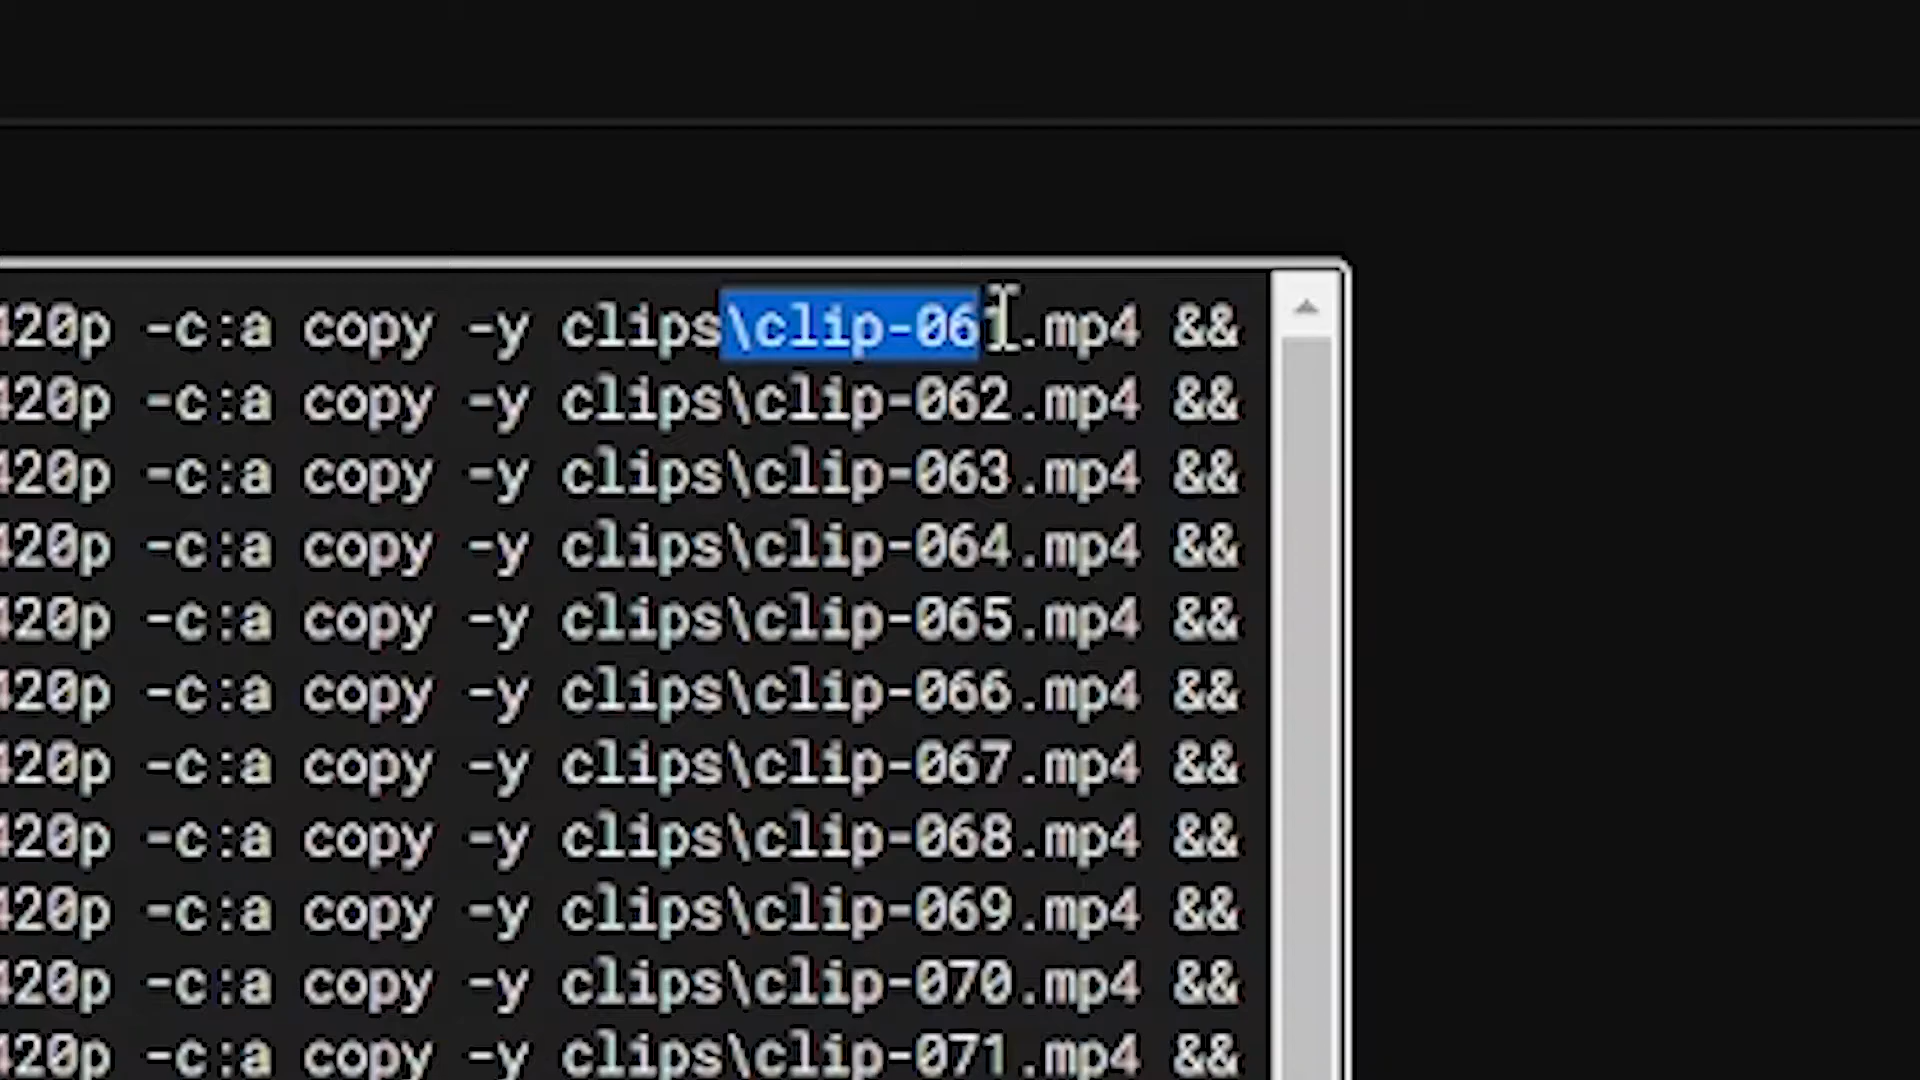 420p -c:a copy -y clips\clip-061.mp4 &&
420p -c:a copy -y clips\clip-062.mp4 &&
420p -c:a copy -y clips\clip-063.mp4 &&
420p -c:a copy -y clips\clip-064.mp4 &&
420p -c:a copy -y clips\clip-065.mp4 &&
420p -c:a copy -y clips\clip-066.mp4 &&
420p -c:a copy -y clips\clip-067.mp4 &&
420p -c:a copy -y clips\clip-068.mp4 &&
420p -c:a copy -y clips\clip-069.mp4 &&
420p -c:a copy -y clips\clip-070.mp4 &&
420p -c:a copy -y clips\clip-071.mp4 &&